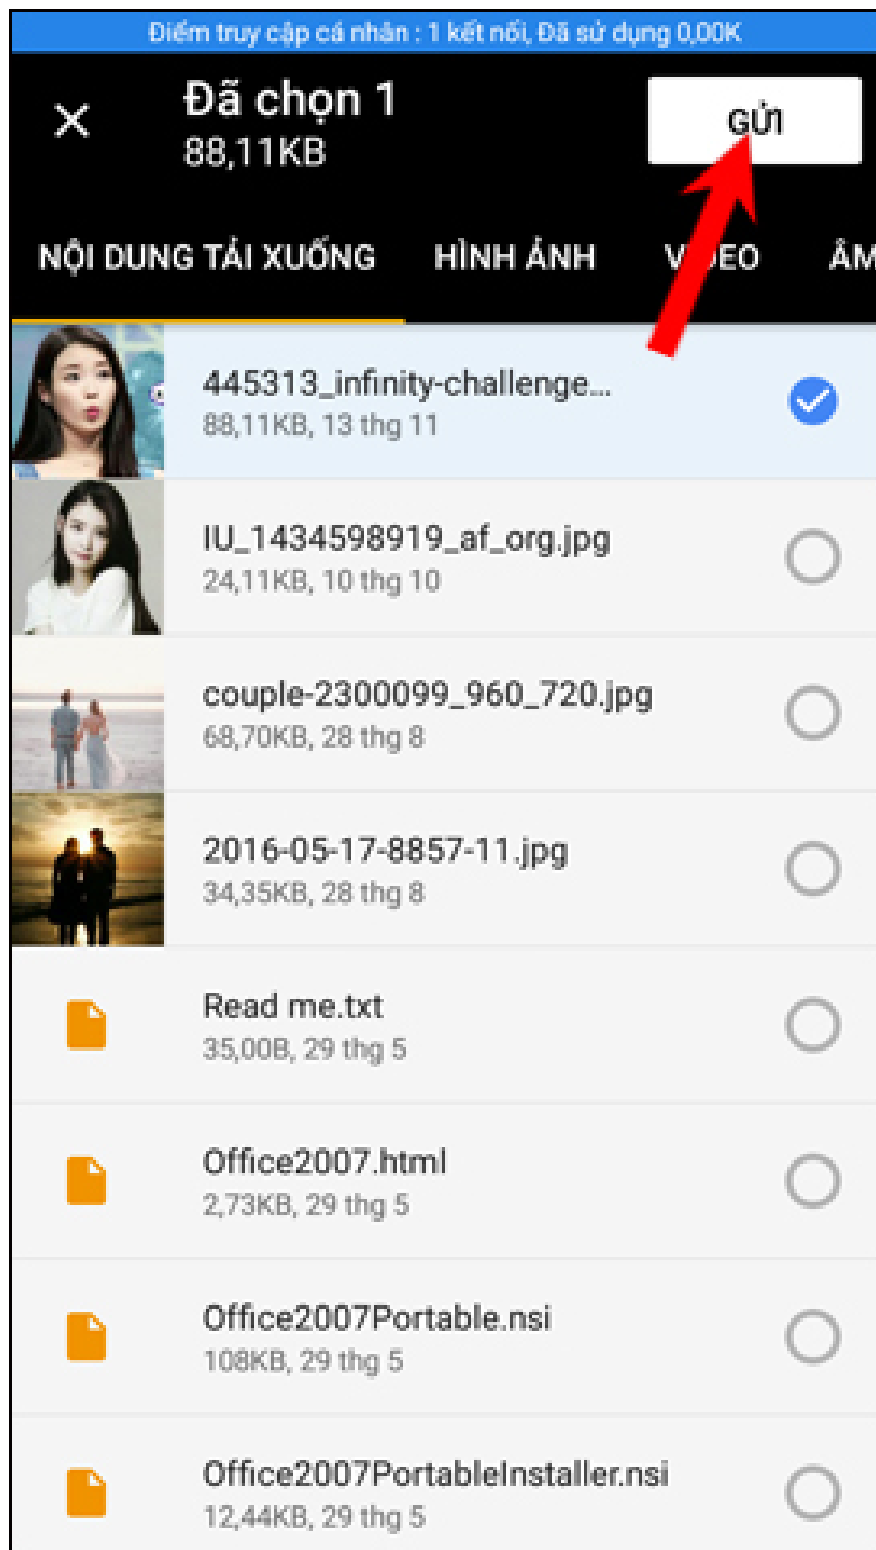 Điểm truy cập cá nhân : 1 kết nối, Đã sử dụng 0,00K
Đã chọn 1
88,11KB
GỬI
NỘI DUNG TẢI XUỐNG HÌNH ẢNH VIDEO ÂM
445313_infinity-challenge...
88,11KB, 13 thg 11
IU_1434598919_af_org.jpg
24,11KB, 10 thg 10
couple-2300099_960_720.jpg
68,70KB, 28 thg 8
2016-05-17-8857-11.jpg
34,35KB, 28 thg 8
Read me.txt
35,00B, 29 thg 5
Office2007.html
2,73KB, 29 thg 5
Office2007Portable.nsi
108KB, 29 thg 5
Office2007PortableInstaller.nsi
12,44KB, 29 thg 5